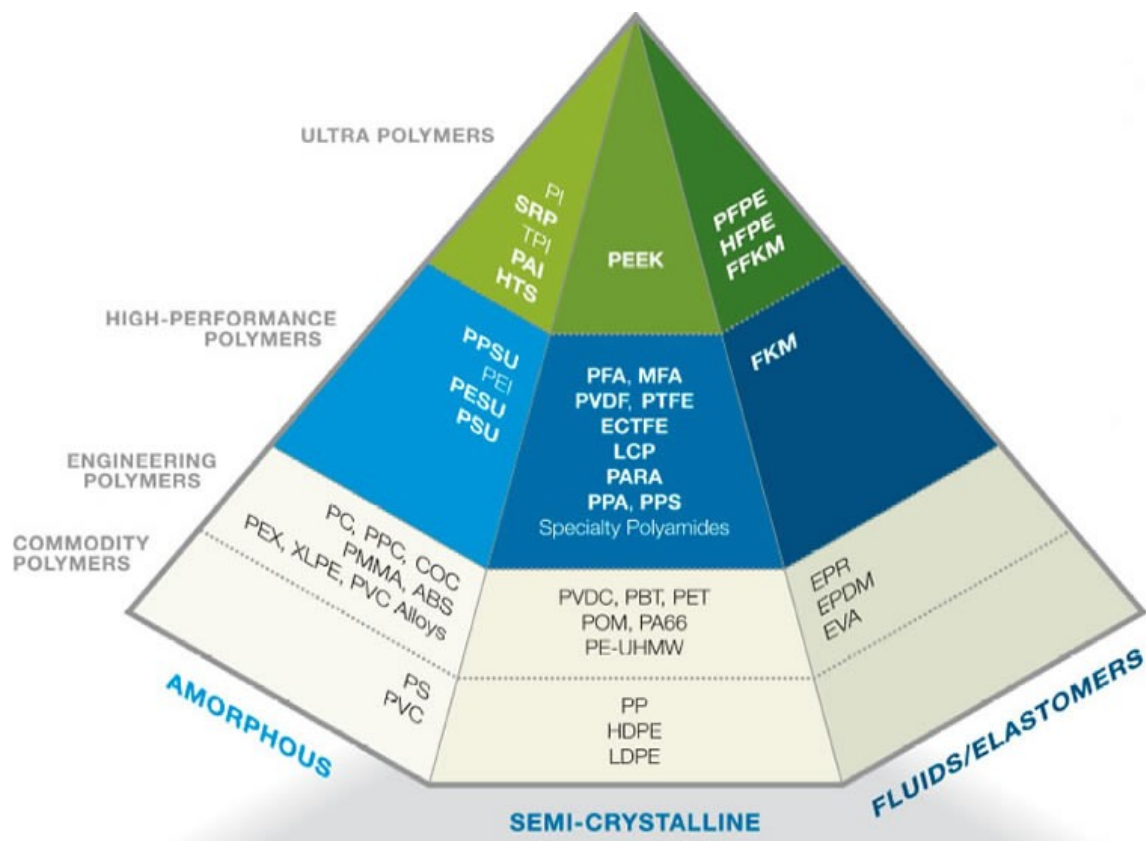 ULTRA POLYMERS
PI
SRP
TPI
PAI
HTS
PEEK
PFPE
HFPE
FFKM
HIGH-PERFORMANCE
POLYMERS
PPSU
PEI
PESU
PSU
PFA, MFA
PVDF, PTFE
ECTFE
LCP
PARA
PPA, PPS
Specialty Polyamides
FKM
ENGINEERING
POLYMERS
PC, PPC, COC
PMMA, ABS
PEX, XLPE, PVC Alloys
PVDC, PBT, PET
POM, PA66
PE-UHMW
EPR
EPDM
EVA
COMMODITY
POLYMERS
PS
PVC
PP
HDPE
LDPE
AMORPHOUS
SEMI-CRYSTALLINE
FLUIDS/ELASTOMERS